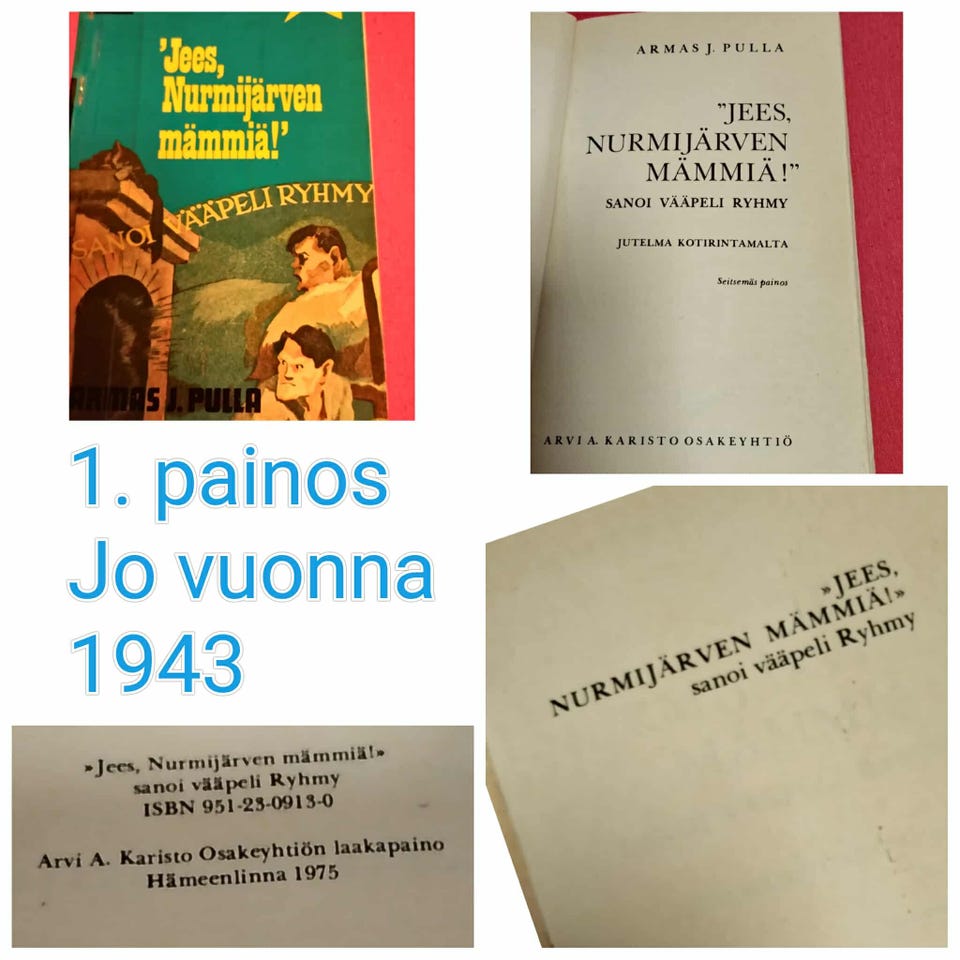 'Jees,
Nurmijärven
mämmiä!'
SANOI VÄÄPELI RYHMY
ARMAS J. PULLA
ARMAS J. PULLA
”JEES,
NURMIJÄRVEN
MÄMMIÄ!”
SANOI VÄÄPELI RYHMY
JUTELMA KOTIRINTAMALTA
Seitsemäs painos
ARVI A. KARISTO OSAKEYHTIÖ
1. painos
Jo vuonna
1943
»JEES,
NURMIJÄRVEN MÄMMIÄ!»
sanoi vääpeli Ryhmy
»Jees, Nurmijärven mämmiä!»
sanoi vääpeli Ryhmy
ISBN 951-23-0913-0
Arvi A. Karisto Osakeyhtiön laakapaino
Hämeenlinna 1975